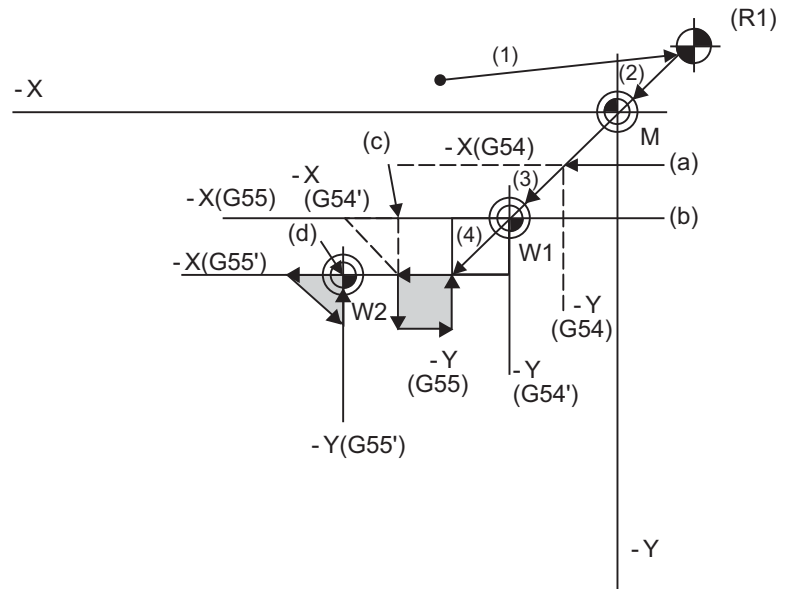 (R1)
(1)
(2)
-X
M
(c)
-X(G54)
(a)
-X
(G54')
(3)
-X(G55)
(b)
(d)
(4)
W1
-X(G55')
W2
-Y
(G54)
-Y
(G55)
-Y
(G54')
-Y(G55')
-Y